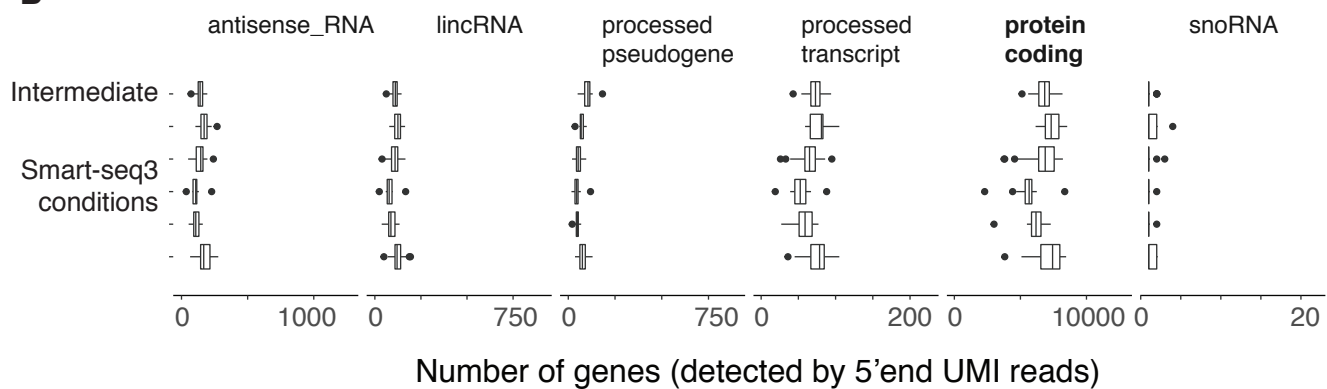 antisense_RNA lincRNA processed pseudogene processed transcript protein coding snoRNA
Intermediate
Smart-seq3
conditions
0 1000 0 750 0 750 0 200 0 10000 0 20
Number of genes (detected by 5'end UMI reads)